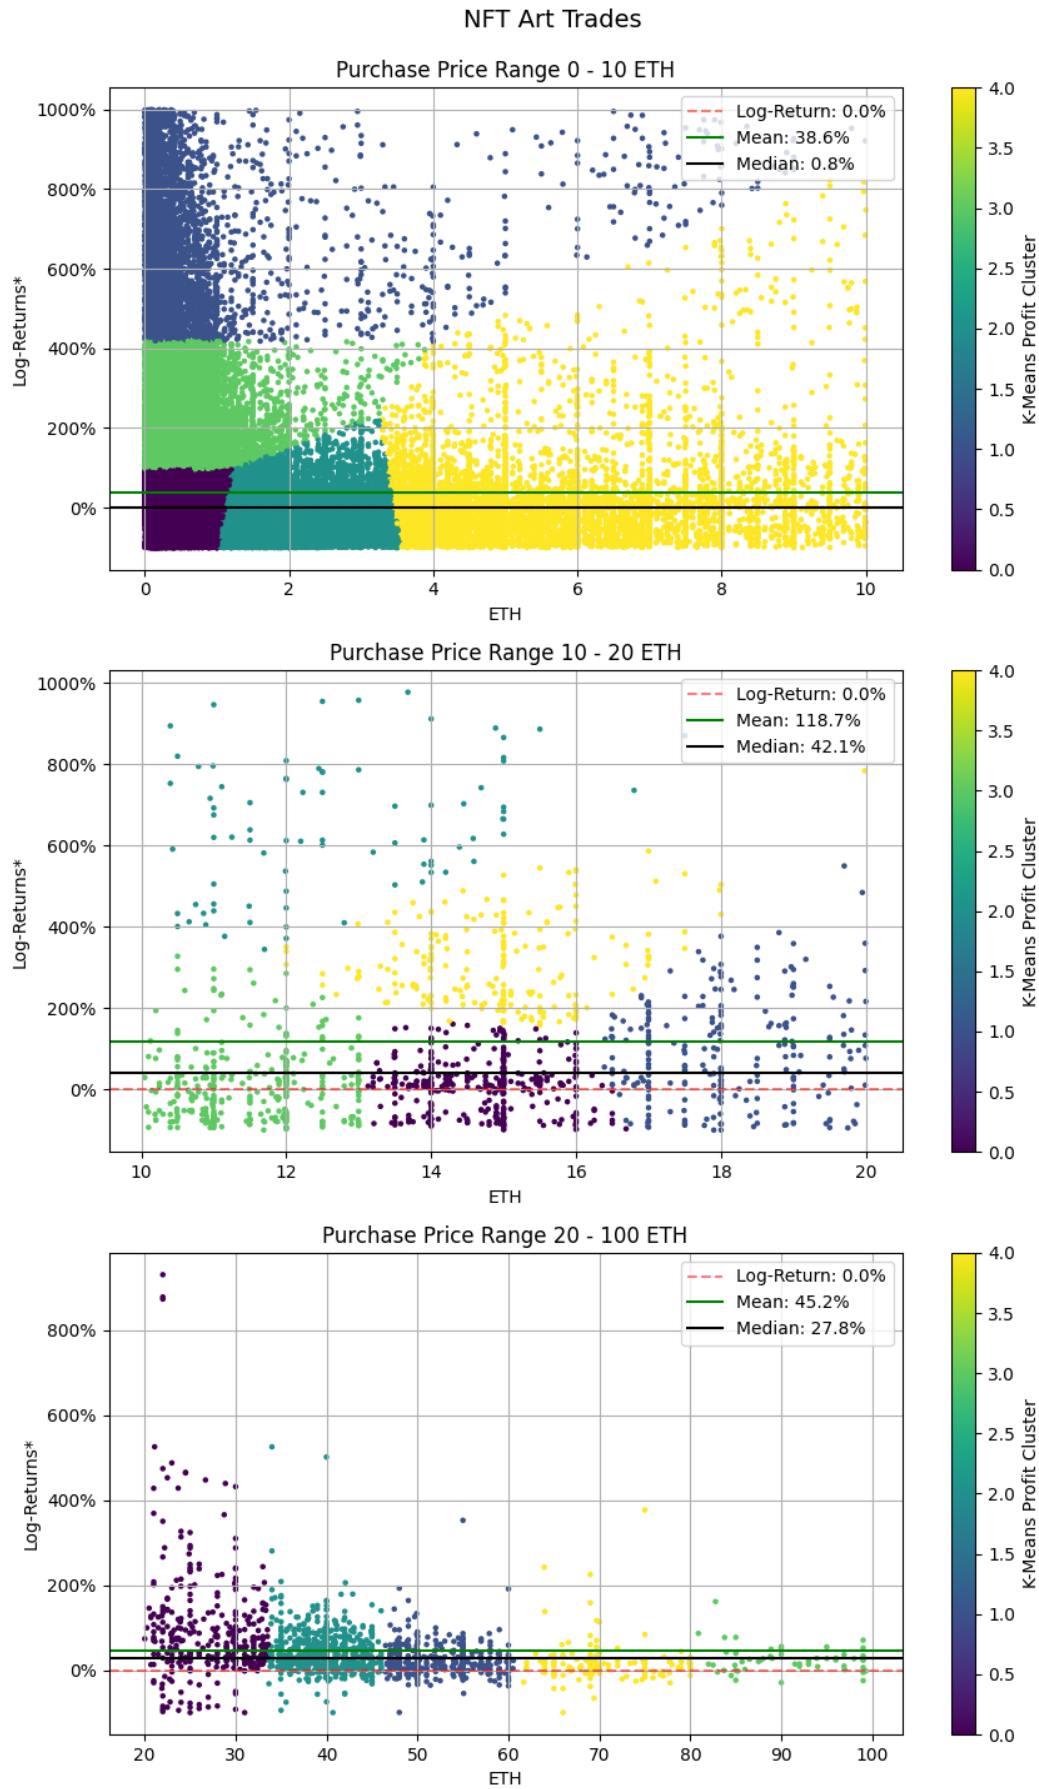 NFT Art Trades
Purchase Price Range 0 - 10 ETH
1000%
800%
600%
400%
200%
0%
Log-Returns*
0 2 4 6 8 10
ETH
Log-Return: 0.0%
Mean: 38.6%
Median: 0.8%
4.0
3.5
3.0
2.5
2.0
1.5
1.0
0.5
0.0
K-Means Profit Cluster
Purchase Price Range 10 - 20 ETH
1000%
800%
600%
400%
200%
0%
Log-Returns*
10 12 14 16 18 20
ETH
Log-Return: 0.0%
Mean: 118.7%
Median: 42.1%
4.0
3.5
3.0
2.5
2.0
1.5
1.0
0.5
0.0
K-Means Profit Cluster
Purchase Price Range 20 - 100 ETH
800%
600%
400%
200%
0%
Log-Returns*
20 30 40 50 60 70 80 90 100
ETH
Log-Return: 0.0%
Mean: 45.2%
Median: 27.8%
4.0
3.5
3.0
2.5
2.0
1.5
1.0
0.5
0.0
K-Means Profit Cluster